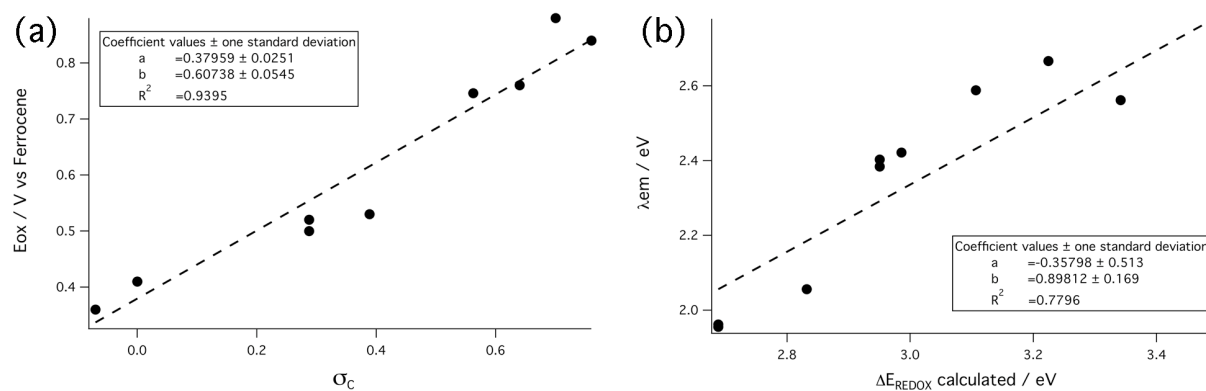 (a)
Coefficient values ± one standard deviation
a =0.37959 ± 0.0251
b =0.60738 ± 0.0545
R² =0.9395
0.8
0.7
0.6
0.5
0.4
Eox / V vs Ferrocene
0.0 0.2 0.4 0.6
σC
(b)
2.6
2.4
2.2
2.0
λem / eV
Coefficient values ± one standard deviation
a =-0.35798 ± 0.513
b =0.89812 ± 0.169
R² =0.7796
2.8 3.0 3.2 3.4
ΔEREDOX calculated / eV